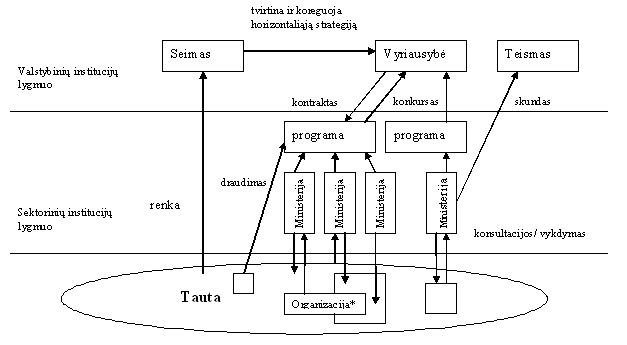 tvirtina ir koreguoja
horizontaliąją strategiją
Seimas
Vyriausybė
Teismas
Valstybinių institucijų
lygmuo
kontraktas
konkursas
skundas
programa
programa
draudimas
Ministerija
Ministerija
Ministerija
Ministerija
renka
Sektorinių institucijų
lygmuo
konsultacijos/ vykdymas
Tauta
Organizacija*